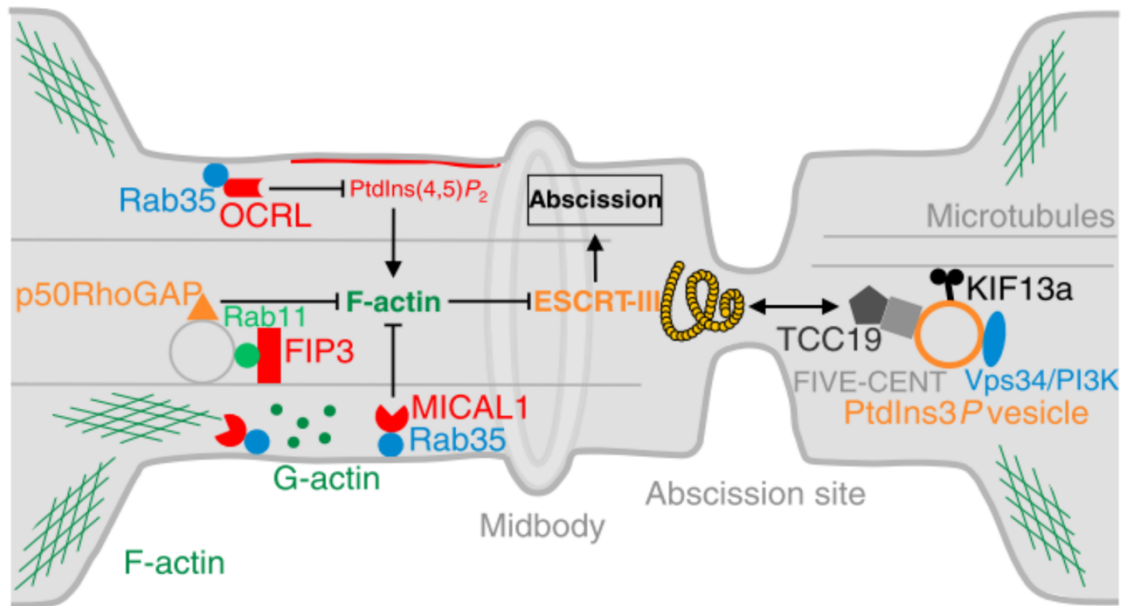 Rab35
OCRL
PtdIns(4,5)P2
Abscission
Microtubules
p50RhoGAP
Rab11
FIP3
F-actin
ESCRT-III
KIF13a
TCC19
FIVE-CENT
Vps34/PI3K
PtdIns3P vesicle
MICAL1
Rab35
G-actin
Abscission site
Midbody
F-actin